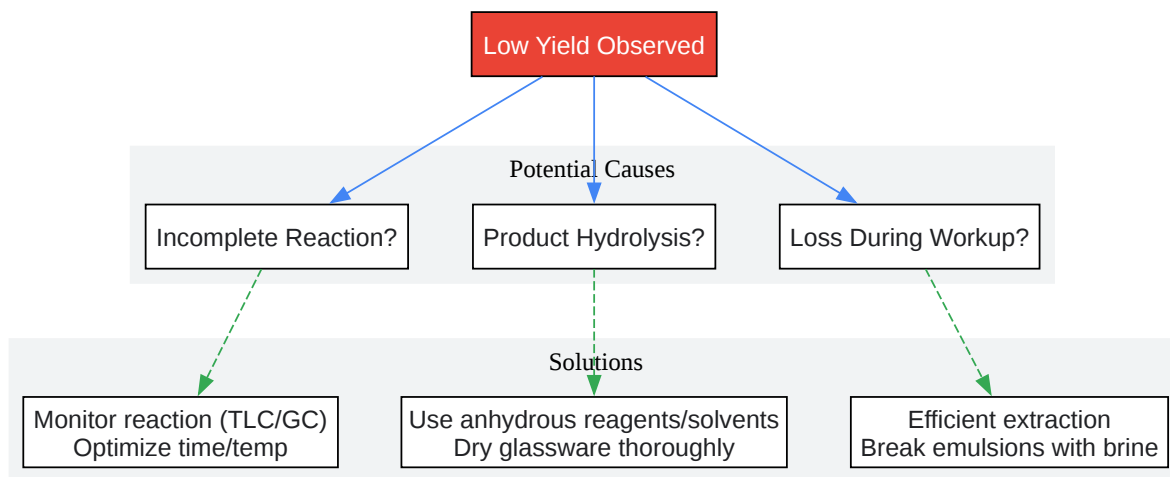 Low Yield Observed
Potential Causes
Incomplete Reaction?
Product Hydrolysis?
Loss During Workup?
Solutions
Monitor reaction (TLC/GC)
Optimize time/temp
Use anhydrous reagents/solvents
Dry glassware thoroughly
Efficient extraction
Break emulsions with brine